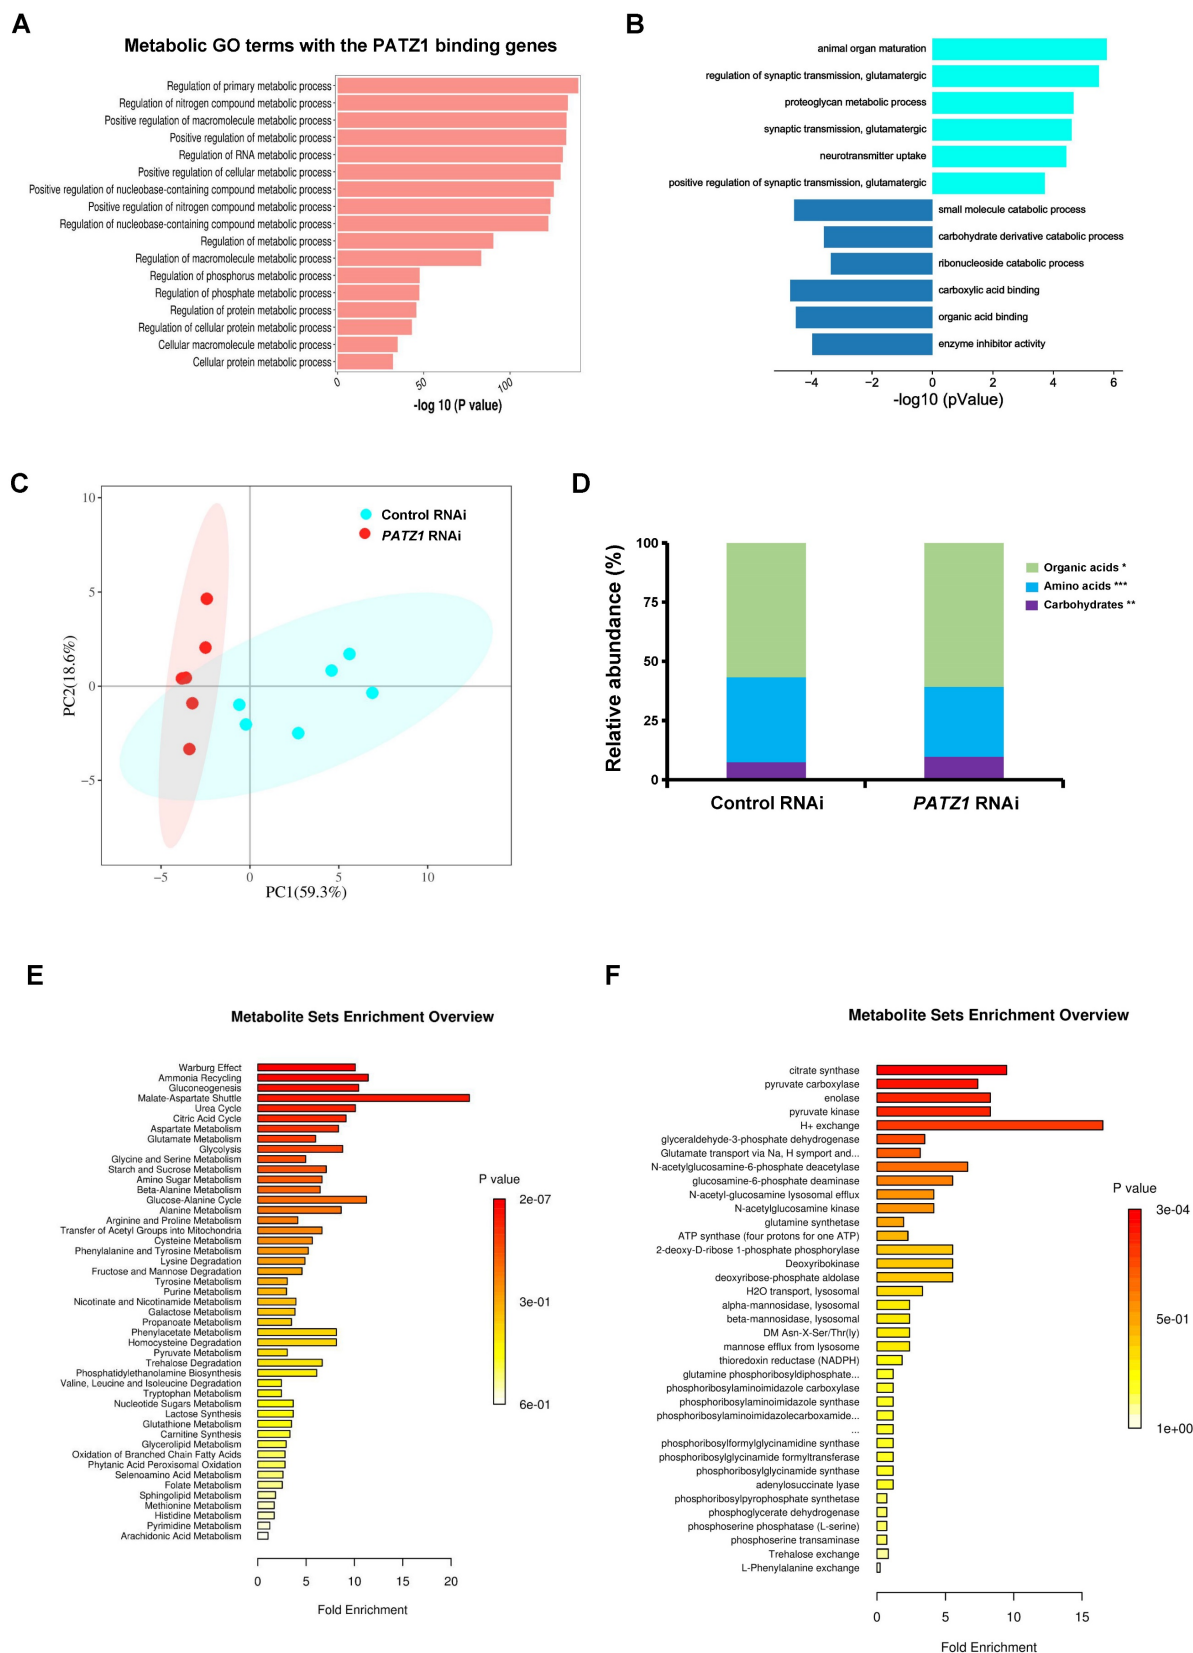 A
Metabolic GO terms with the PATZ1 binding genes
Regulation of primary metabolic process
Regulation of nitrogen compound metabolic process
Positive regulation of macromolecule metabolic process
Positive regulation of metabolic process
Regulation of RNA metabolic process
Positive regulation of cellular metabolic process
Positive regulation of nucleobase-containing compound metabolic process
Positive regulation of nitrogen compound metabolic process
Regulation of nucleobase-containing compound metabolic process
Regulation of metabolic process
Regulation of macromolecule metabolic process
Regulation of phosphorus metabolic process
Regulation of phosphate metabolic process
Regulation of protein metabolic process
Regulation of cellular protein metabolic process
Cellular macromolecule metabolic process
Cellular protein metabolic process
0 50 100
-log 10 (P value)
B
animal organ maturation
regulation of synaptic transmission, glutamatergic
proteoglycan metabolic process
synaptic transmission, glutamatergic
neurotransmitter uptake
positive regulation of synaptic transmission, glutamatergic
small molecule catabolic process
carbohydrate derivative catabolic process
ribonucleoside catabolic process
carboxylic acid binding
organic acid binding
enzyme inhibitor activity
−4 −2 0 2 4 6
-log10 (pValue)
C
Control RNAi
PATZ1 RNAi
10
5
0
−5
PC2(18.6%)
−5 0 5 10
PC1(59.3%)
D
Relative abundance (%)
100
75
50
25
0
Control RNAi PATZ1 RNAi
Organic acids *
Amino acids ***
Carbohydrates **
E
Metabolite Sets Enrichment Overview
Warburg Effect
Ammonia Recycling
Gluconeogenesis
Malate-Aspartate Shuttle
Urea Cycle
Citric Acid Cycle
Aspartate Metabolism
Glutamate Metabolism
Glycolysis
Glycine and Serine Metabolism
Starch and Sucrose Metabolism
Amino Sugar Metabolism
Beta-Alanine Metabolism
Glucose-Alanine Cycle
Alanine Metabolism
Arginine and Proline Metabolism
Transfer of Acetyl Groups into Mitochondria
Cysteine Metabolism
Phenylalanine and Tyrosine Metabolism
Lysine Degradation
Fructose and Mannose Degradation
Tyrosine Metabolism
Purine Metabolism
Nicotinate and Nicotinamide Metabolism
Galactose Metabolism
Propanoate Metabolism
Phenylacetate Metabolism
Homocysteine Degradation
Pyruvate Metabolism
Trehalose Degradation
Phosphatidylethanolamine Biosynthesis
Valine, Leucine and Isoleucine Degradation
Tryptophan Metabolism
Nucleotide Sugars Metabolism
Lactose Synthesis
Glutathione Metabolism
Carnitine Synthesis
Glycerolipid Metabolism
Oxidation of Branched Chain Fatty Acids
Phytanic Acid Peroxisomal Oxidation
Selenoamino Acid Metabolism
Folate Metabolism
Sphingolipid Metabolism
Methionine Metabolism
Histidine Metabolism
Pyrimidine Metabolism
Arachidonic Acid Metabolism
0 5 10 15 20
Fold Enrichment
P value
2e-07
3e-01
6e-01
F
Metabolite Sets Enrichment Overview
citrate synthase
pyruvate carboxylase
enolase
pyruvate kinase
H+ exchange
glyceraldehyde-3-phosphate dehydrogenase
Glutamate transport via Na, H symport and...
N-acetylglucosamine-6-phosphate deacetylase
glucosamine-6-phosphate deaminase
N-acetyl-glucosamine lysosomal efflux
N-acetylglucosamine kinase
glutamine synthetase
ATP synthase (four protons for one ATP)
2-deoxy-D-ribose 1-phosphate phosphorylase
Deoxyribokinase
deoxyribose-phosphate aldolase
H2O transport, lysosomal
alpha-mannosidase, lysosomal
beta-mannosidase, lysosomal
DM Asn-X-Ser/Thr(ly)
mannose efflux from lysosome
thioredoxin reductase (NADPH)
glutamine phosphoribosyldiphosphate...
phosphoribosylaminoimidazole carboxylase
phosphoribosylaminoimidazole synthase
phosphoribosylaminoimidazolecarboxamide...
...
phosphoribosylformylglycinamidine synthase
phosphoribosylglycinamide formyltransferase
phosphoribosylglycinamide synthase
adenylosuccinate lyase
phosphoribosylpyrophosphate synthetase
phosphoglycerate dehydrogenase
phosphoserine phosphatase (L-serine)
phosphoserine transaminase
Trehalose exchange
L-Phenylalanine exchange
0 5 10 15
Fold Enrichment
P value
3e-04
5e-01
1e+00